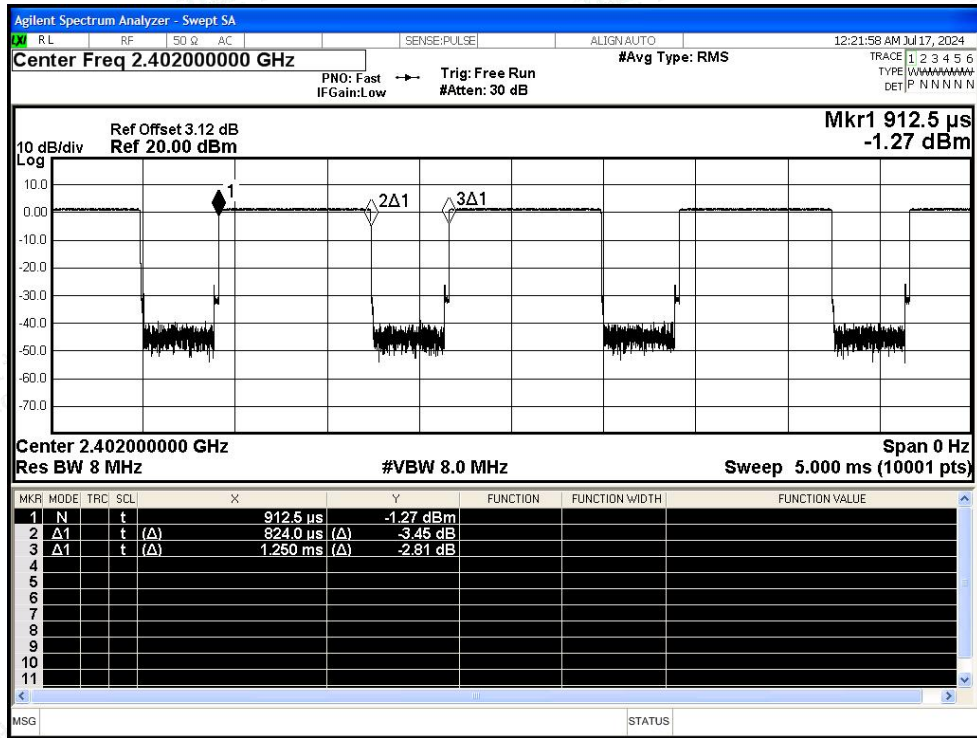 Agilent Spectrum Analyzer - Swept SA
LXI RL RF 50 Ω AC SENSE:PULSE ALIGN AUTO 12:21:58 AM Jul 17, 2024
Center Freq 2.402000000 GHz
PNO: Fast
IFGain:Low
Trig: Free Run
#Atten: 30 dB
#Avg Type: RMS
TRACE 1 2 3 4 5 6
TYPE
DET P N N N N N
Mkr1 912.5 µs
-1.27 dBm
Ref Offset 3.12 dB
10 dB/div Ref 20.00 dBm
Log
10.0
0.00
-10.0
-20.0
-30.0
-40.0
-50.0
-60.0
-70.0
1
2Δ1
3Δ1
Center 2.402000000 GHz Span 0 Hz
Res BW 8 MHz #VBW 8.0 MHz Sweep 5.000 ms (10001 pts)
MKR MODE TRC SCL X Y FUNCTION FUNCTION WIDTH FUNCTION VALUE
1 N t 912.5 µs -1.27 dBm
2 Δ1 t (Δ) 824.0 µs (Δ) -3.45 dB
3 Δ1 t (Δ) 1.250 ms (Δ) -2.81 dB
4
5
6
7
8
9
10
11
MSG STATUS